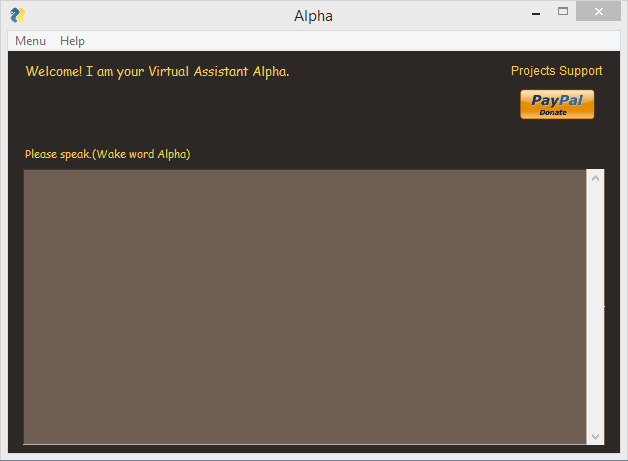 Alpha
Menu Help
Welcome! I am your Virtual Assistant Alpha.
Projects Support
PayPal
Donate
Please speak.(Wake word Alpha)